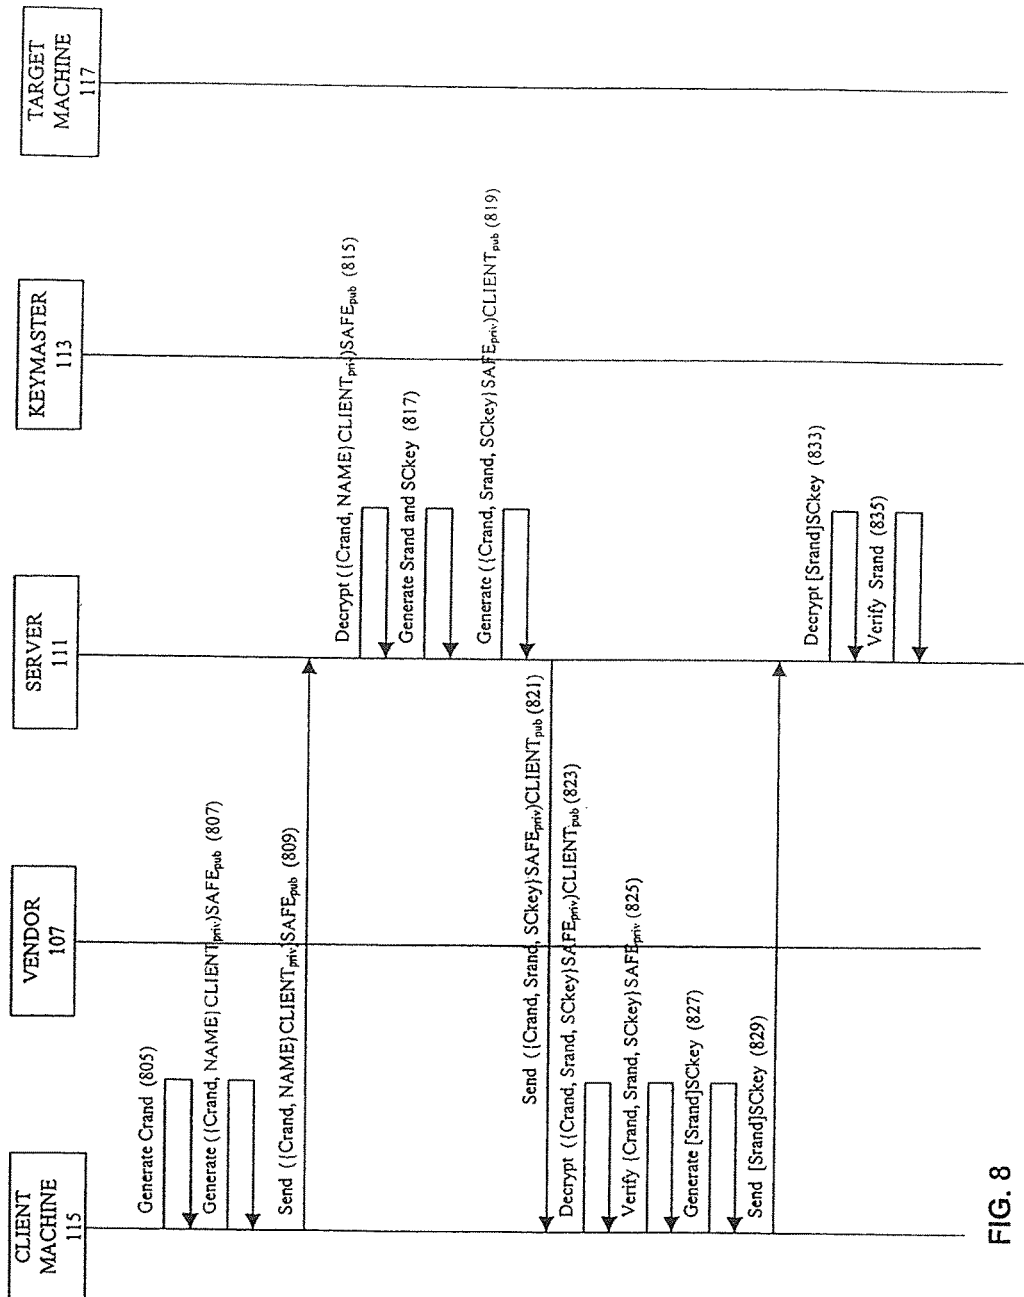 CLIENT
MACHINE
115
VENDOR
107
SERVER
111
KEYMASTER
113
TARGET
MACHINE
117
Generate Crand (805)
Generate ({Crand, NAME}CLIENTpriv)SAFEpub (807)
Send ({Crand, NAME}CLIENTpriv)SAFEpub (809)
Decrypt ({Crand, NAME}CLIENTpriv)SAFEpub (815)
Generate Srand and SCkey (817)
Generate ({Crand, Srand, SCkey}SAFEpriv)CLIENTpub (819)
Send ({Crand, Srand, SCkey}SAFEpriv)CLIENTpub (821)
Decrypt ({Crand, Srand, SCkey}SAFEpriv)CLIENTpub (823)
Verify {Crand, Srand, SCkey}SAFEpriv (825)
Generate [Srand]SCkey (827)
Send [Srand]SCkey (829)
Decrypt [Srand]SCkey (833)
Verify Srand (835)
FIG. 8